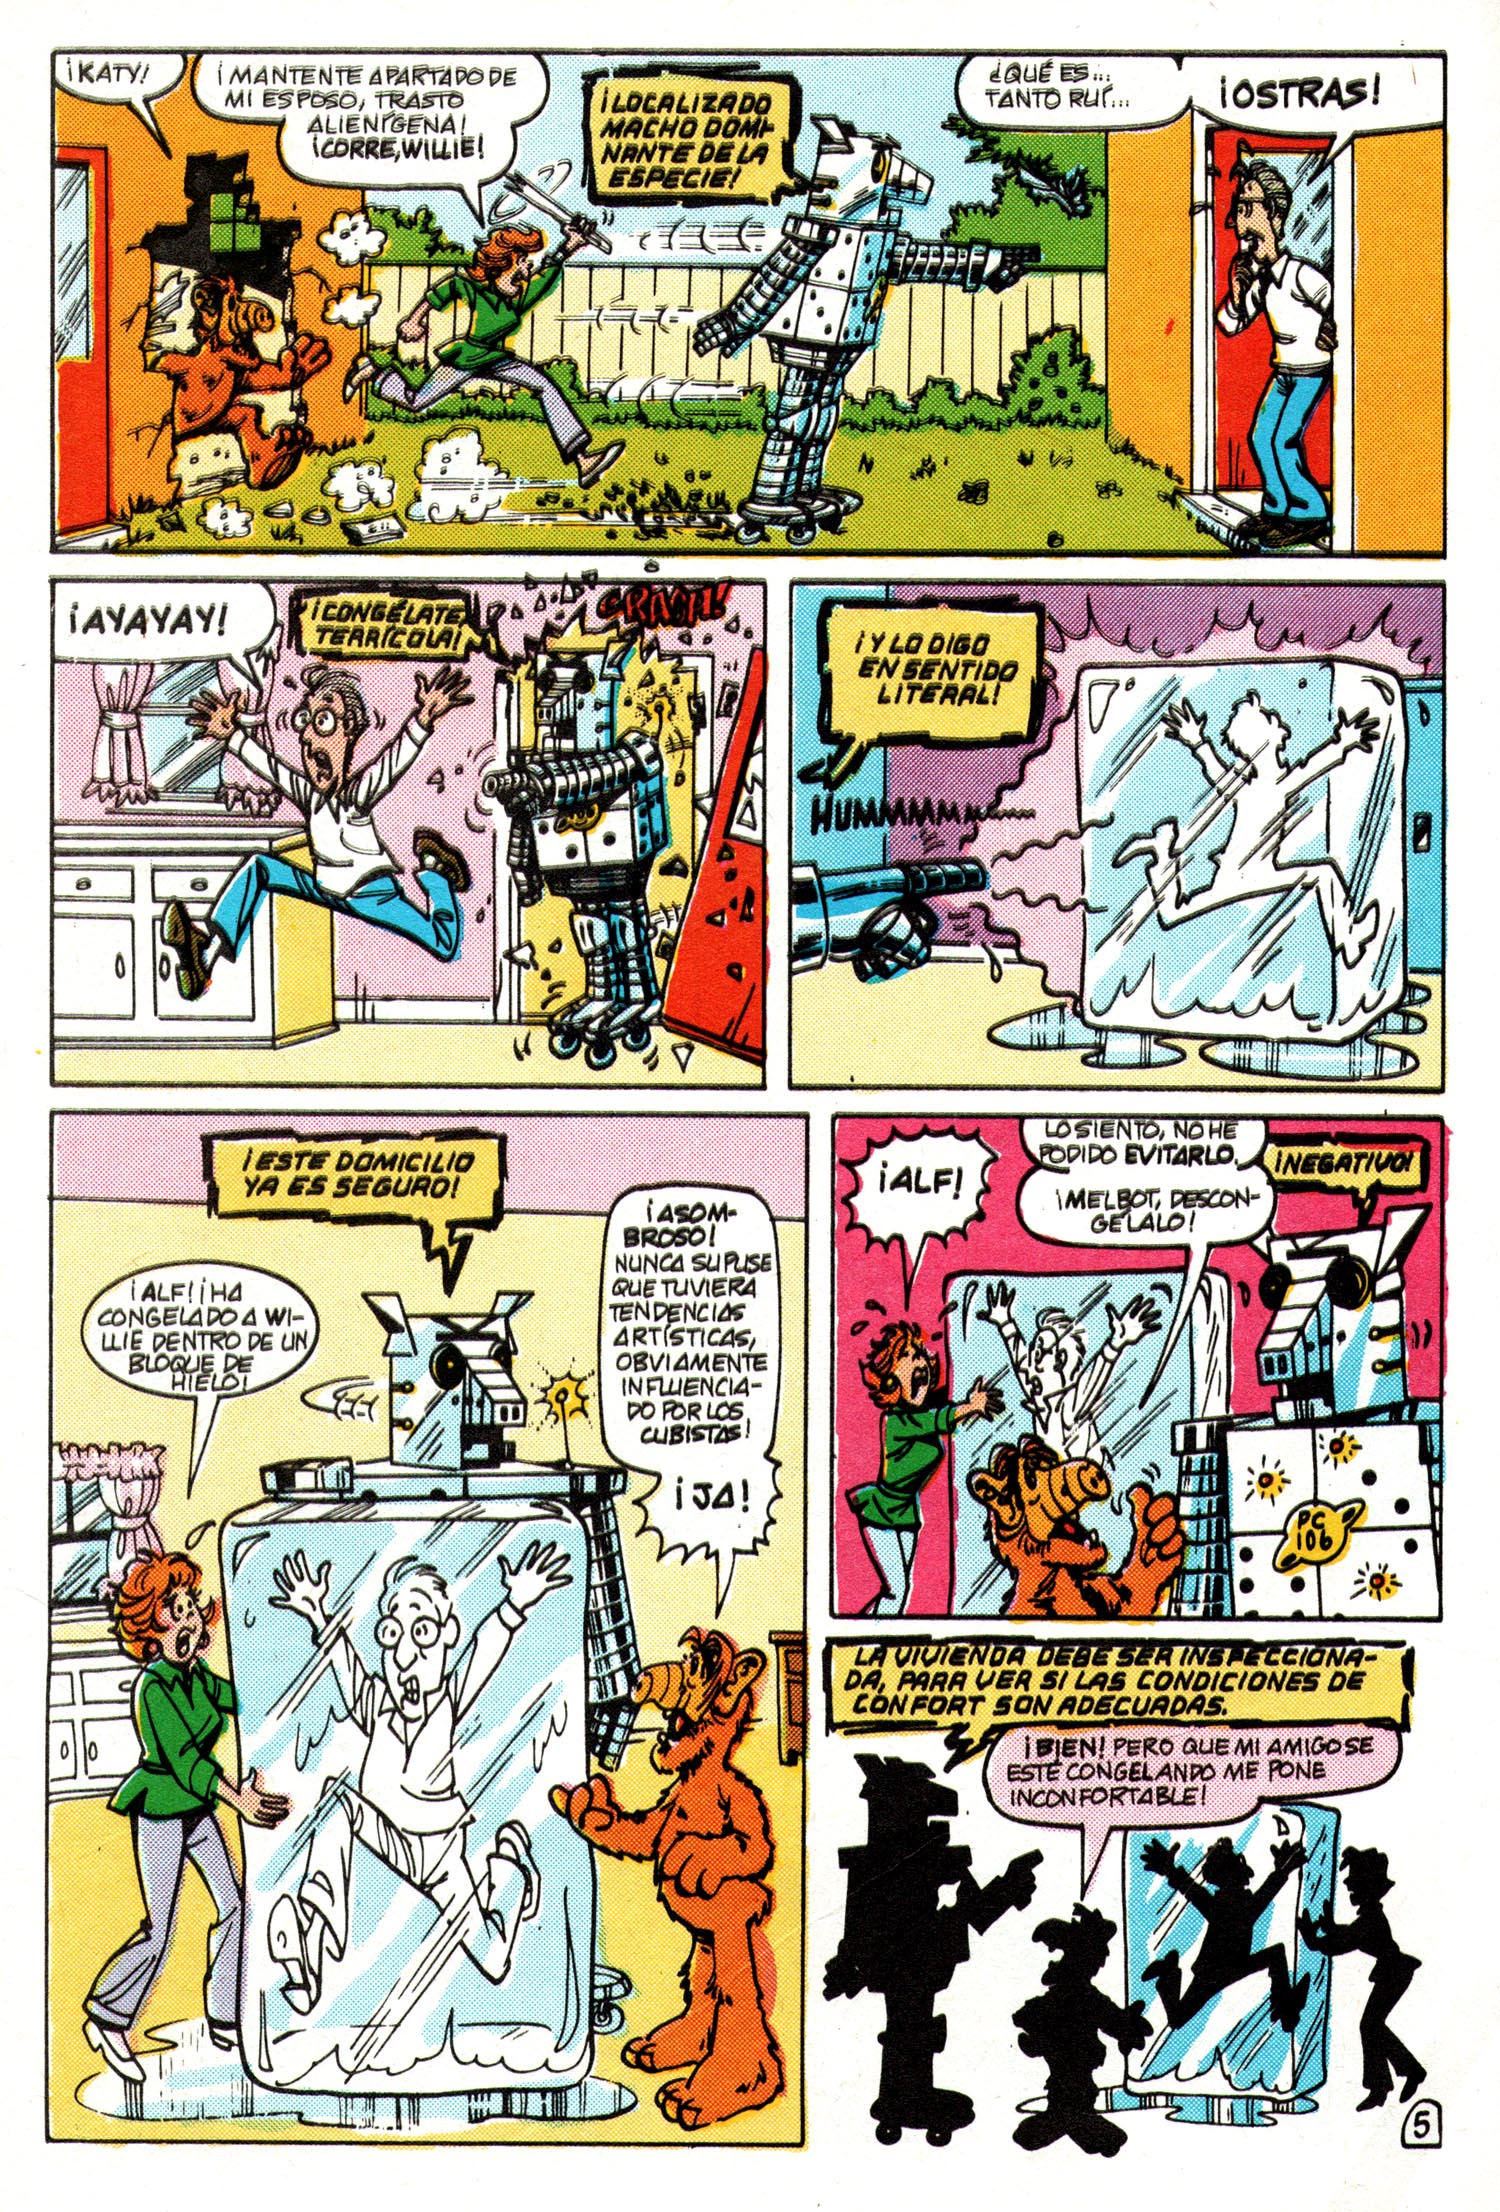 ¡KATY!
¡MANTENTE APARTADO DE
MI ESPOSO, TRASTO
ALIENÍGENA!
¡CORRE, WILLIE!
¡LOCALIZADO
MACHO DOMI-
NANTE DE LA
ESPECIE!
¿QUÉ ES...
TANTO RUÍ...
¡OSTRAS!
¡AYAYAY!
¡CONGÉLATE,
TERRÍCOLA!
CRASH!
¡Y LO DIGO
EN SENTIDO
LITERAL!
HUMMMMMMM
¡ESTE DOMICILIO
YA ES SEGURO!
¡ALF! ¡HA
CONGELADO A WI-
LLIE DENTRO DE UN
BLOQUE DE
HIELO!
¡ASOM-
BROSO!
NUNCA SUPUSE
QUE TUVIERA
TENDENCIAS
ARTÍSTICAS,
OBVIAMENTE
INFLUENCIA-
DO POR LOS
CUBISTAS!
¡JA!
¡ALF!
LO SIENTO, NO HE
PODIDO EVITARLO.
¡MELBOT, DESCON-
GÉLALO!
¡NEGATIVO!
PC
106
LA VIVIENDA DEBE SER INSPECCIONA-
DA, PARA VER SI LAS CONDICIONES DE
CONFORT SON ADECUADAS.
¡BIEN! PERO QUE MI AMIGO SE
ESTÉ CONGELANDO ME PONE
INCONFORTABLE!
5